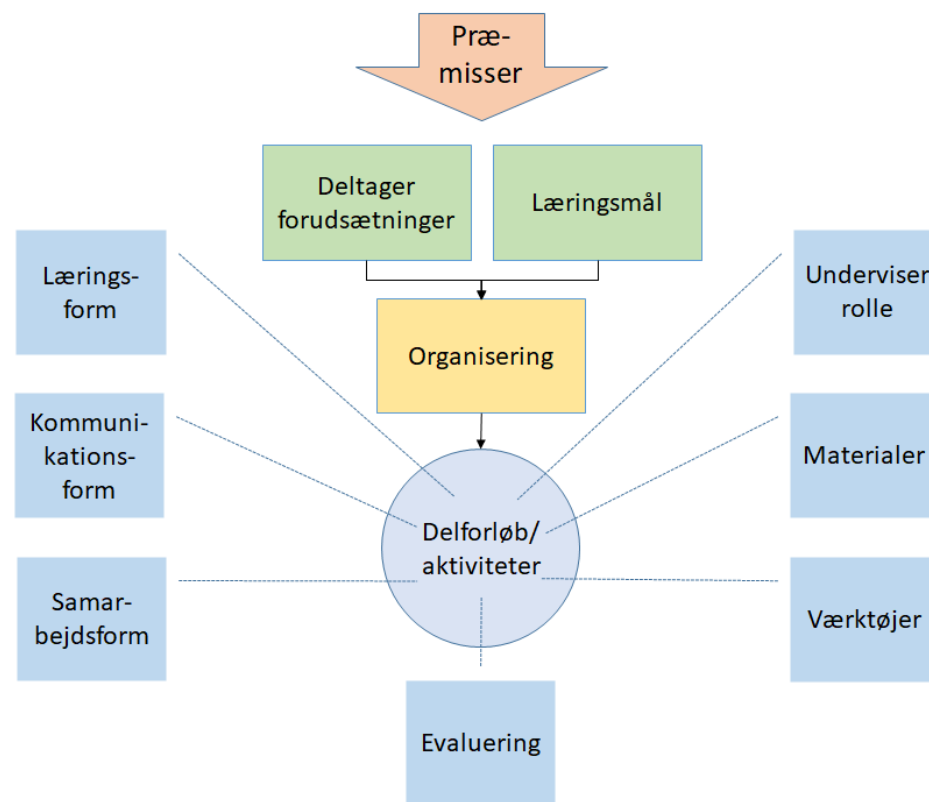 Præ-
misser
Deltager
forudsætninger
Læringsmål
Lærings-
form
Underviser
rolle
Organisering
Kommuni-
kations-
form
Materialer
Delforløb/
aktiviteter
Samar-
bejdsform
Værktøjer
Evaluering